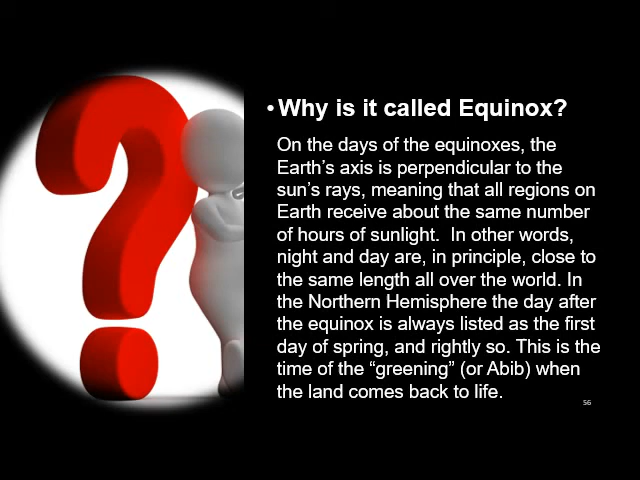 • Why is it called Equinox?
On the days of the equinoxes, the
Earth’s axis is perpendicular to the
sun’s rays, meaning that all regions on
Earth receive about the same number
of hours of sunlight.  In other words,
night and day are, in principle, close to
the same length all over the world. In
the Northern Hemisphere the day after
the equinox is always listed as the first
day of spring, and rightly so. This is the
time of the “greening” (or Abib) when
the land comes back to life.
56